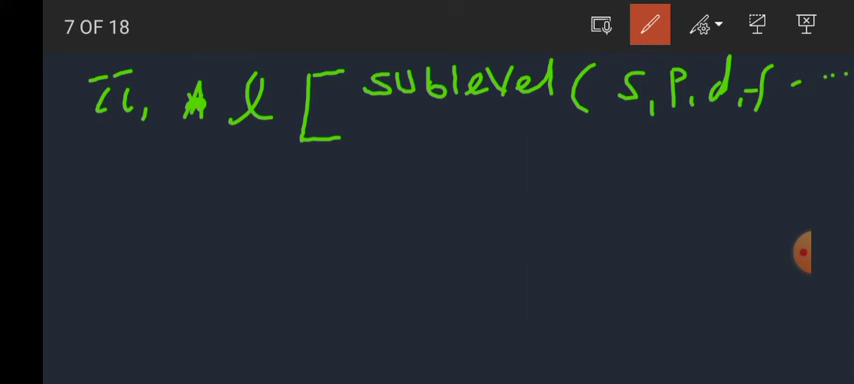 7 OF 18
ii, * l [ sublevel ( s, p, d, f - ...